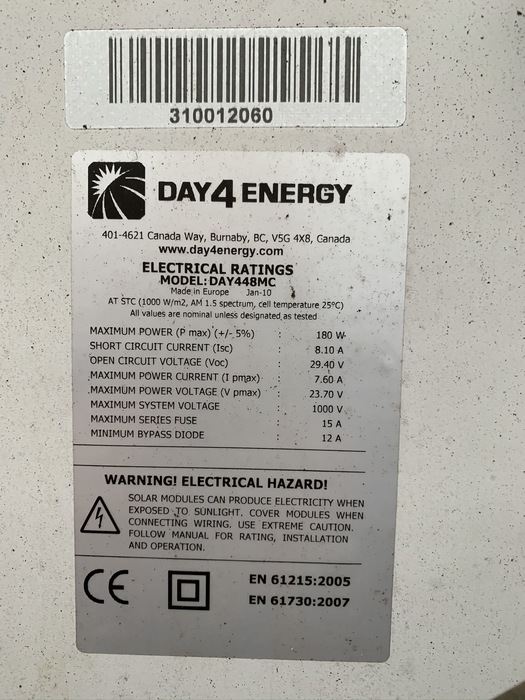 310012060
DAY4 ENERGY
401-4621 Canada Way, Burnaby, BC, V5G 4X8, Canada
www.day4energy.com
ELECTRICAL RATINGS
MODEL: DAY448MC
Made in Europe Jan-10
AT STC (1000 W/m2, AM 1.5 spectrum, cell temperature 25°C)
All values are nominal unless designated as tested
MAXIMUM POWER (P max) (+/- 5%) : 180 W
SHORT CIRCUIT CURRENT (Isc) : 8.10 A
OPEN CIRCUIT VOLTAGE (Voc) : 29.40 V
MAXIMUM POWER CURRENT (I pmax) : 7.60 A
MAXIMUM POWER VOLTAGE (V pmax) : 23.70 V
MAXIMUM SYSTEM VOLTAGE : 1000 V
MAXIMUM SERIES FUSE : 15 A
MINIMUM BYPASS DIODE : 12 A
WARNING! ELECTRICAL HAZARD!
SOLAR MODULES CAN PRODUCE ELECTRICITY WHEN
EXPOSED TO SUNLIGHT. COVER MODULES WHEN
CONNECTING WIRING. USE EXTREME CAUTION.
FOLLOW MANUAL FOR RATING, INSTALLATION
AND OPERATION.
CE EN 61215:2005
EN 61730:2007